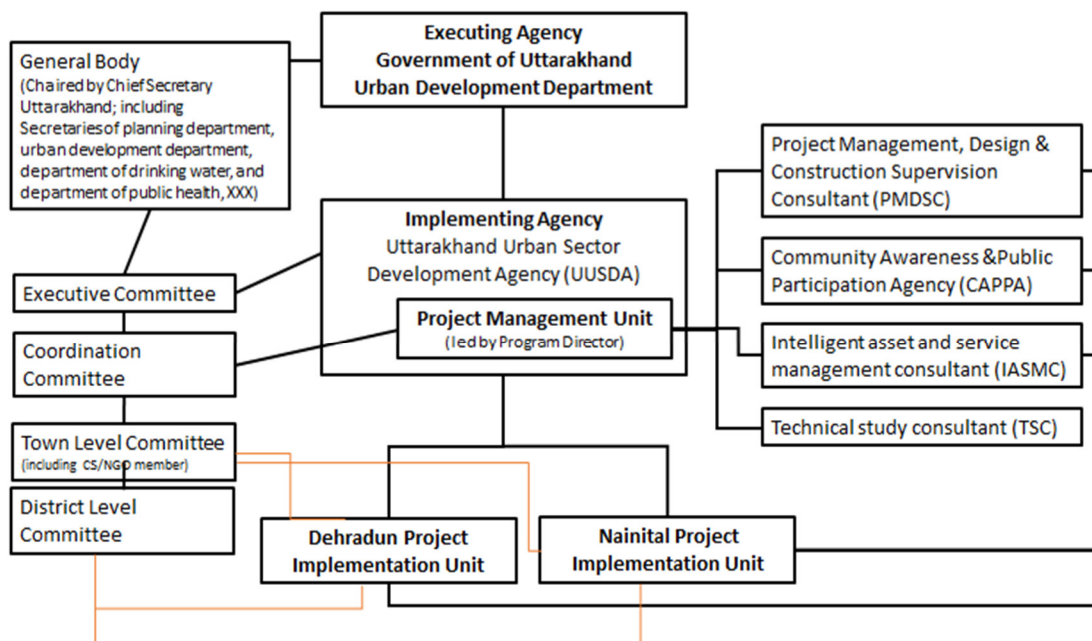 Executing Agency
Government of Uttarakhand
Urban Development Department
General Body
(Chaired by Chief Secretary
Uttarakhand; including
Secretaries of planning department,
urban development department,
department of drinking water, and
department of public health, XXX)
Implementing Agency
Uttarakhand Urban Sector
Development Agency (UUSDA)
Project Management Unit
(led by Program Director)
Executive Committee
Coordination
Committee
Town Level Committee
(including CS/NGO member)
District Level
Committee
Project Management, Design &
Construction Supervision
Consultant (PMDSC)
Community Awareness &Public
Participation Agency (CAPPA)
Intelligent asset and service
management consultant (IASMC)
Technical study consultant (TSC)
Dehradun Project
Implementation Unit
Nainital Project
Implementation Unit